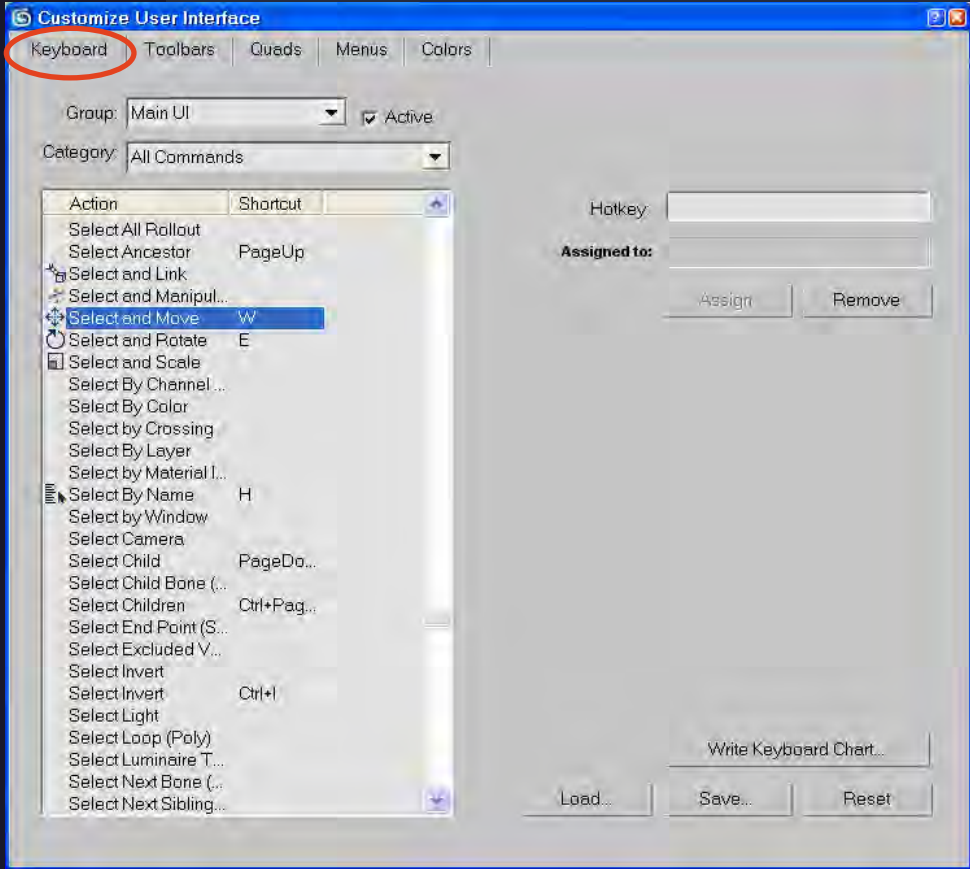 Customize User Interface
Keyboard Toolbars Quads Menus Colors
Group: Main UI Active
Category: All Commands
Action Shortcut
Select All Rollout
Select Ancestor PageUp
Select and Link
Select and Manipul...
Select and Move W
Select and Rotate E
Select and Scale
Select By Channel ...
Select By Color
Select by Crossing
Select By Layer
Select by Material I...
Select By Name H
Select by Window
Select Camera
Select Child PageDo...
Select Child Bone (...
Select Children Ctrl+Pag...
Select End Point (S...
Select Excluded V...
Select Invert
Select Invert Ctrl+I
Select Light
Select Loop (Poly)
Select Luminaire T...
Select Next Bone (...
Select Next Sibling...
Hotkey
Assigned to:
Assign Remove
Write Keyboard Chart...
Load... Save... Reset